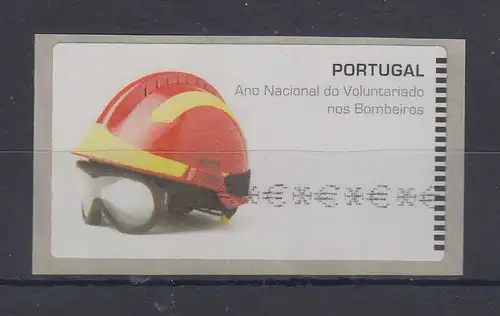 PORTUGAL
Ano Nacional do Voluntariado
nos Bombeiros
*€*€*€*€